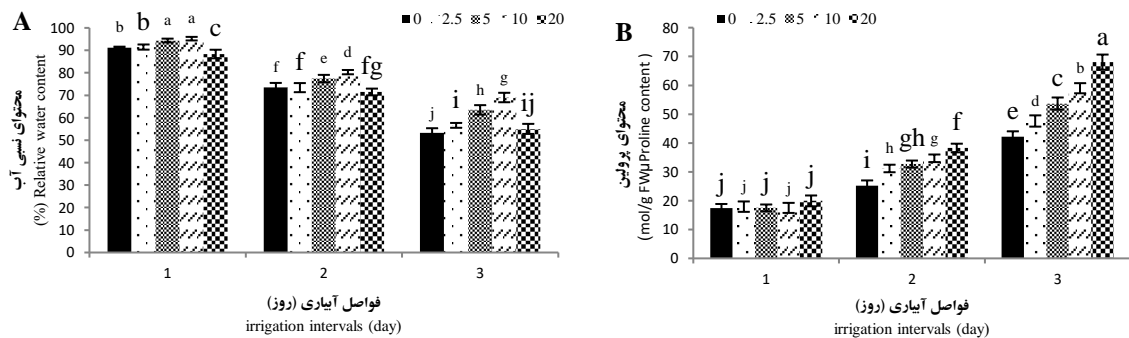 A
0 2.5 5 10 20
b b a a c
f f e d fg
j i h g ij
100
90
80
70
60
50
40
30
20
10
0
محتوای نسبی آب
(%) Relative water content
1 2 3
فواصل آبیاری (روز)
irrigation intervals (day)
B
0 2.5 5 10 20
j j j j j
i h gh g f
e d c b a
80
70
60
50
40
30
20
10
0
محتوای پرولین
(mol/g FWµProline content)
1 2 3
فواصل آبیاری (روز)
irrigation intervals (day)